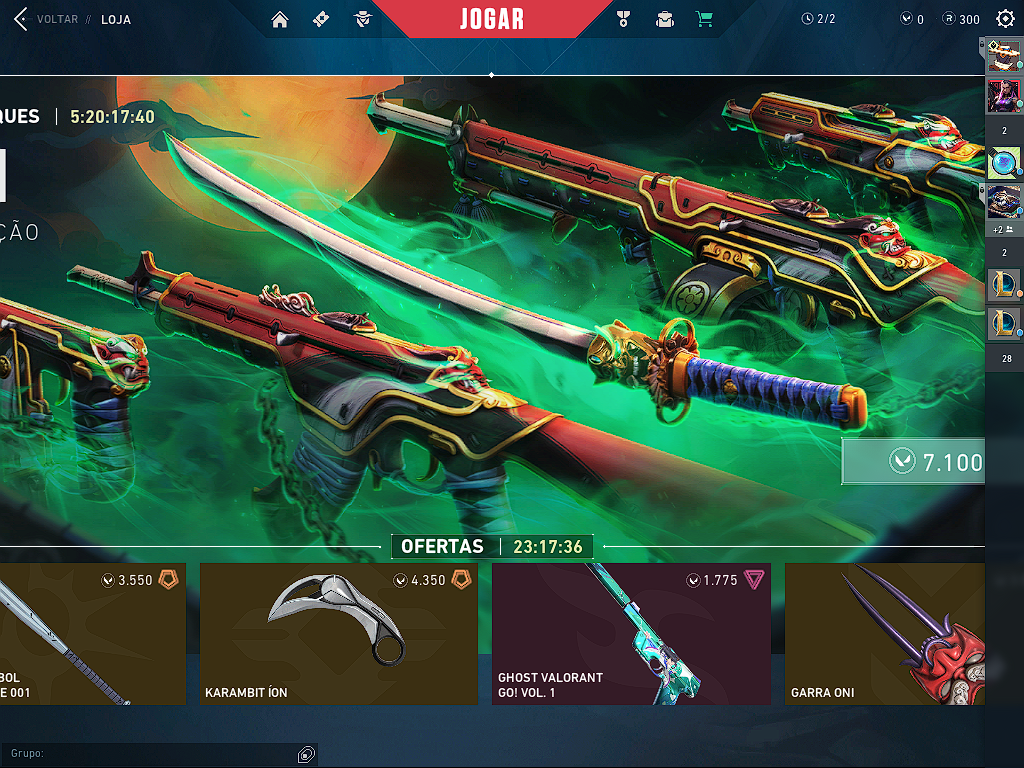 VOLTAR // LOJA
JOGAR
2/2
0
300
QUES | 5:20:17:40
ÇÃO
2
+2
2
28
7.100
OFERTAS | 23:17:36
3.550
BOL
E 001
4.350
KARAMBIT ÍON
1.775
GHOST VALORANT
GO! VOL. 1
GARRA ONI
Grupo: